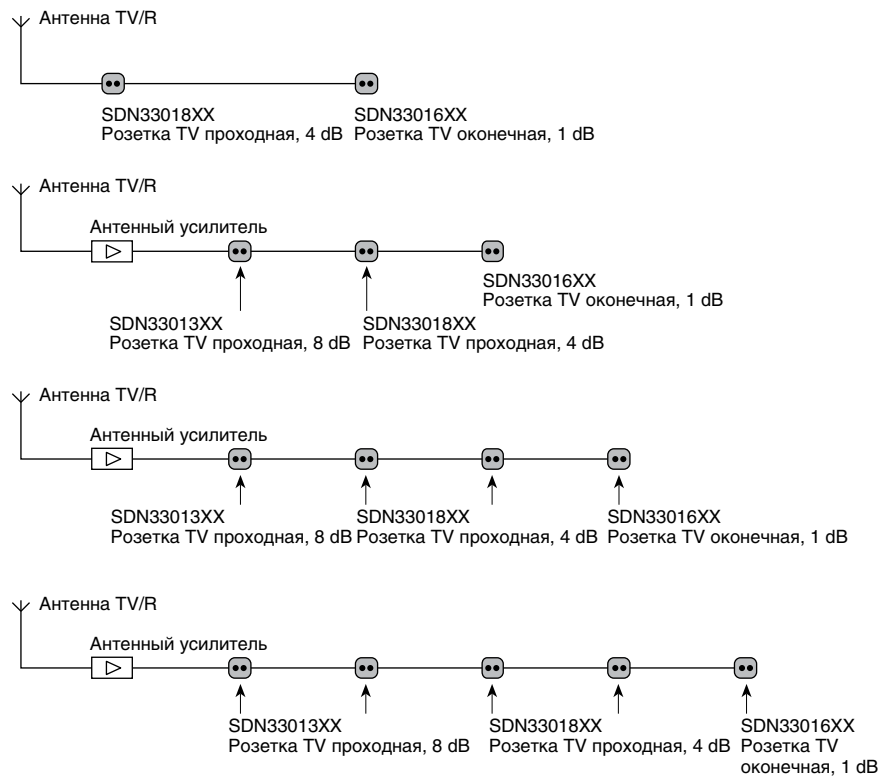 Антенна TV/R
SDN33018XX
Розетка TV проходная, 4 dB
SDN33016XX
Розетка TV оконечная, 1 dB
Антенна TV/R
Антенный усилитель
SDN33016XX
Розетка TV оконечная, 1 dB
SDN33013XX
Розетка TV проходная, 8 dB
SDN33018XX
Розетка TV проходная, 4 dB
Антенна TV/R
Антенный усилитель
SDN33013XX
Розетка TV проходная, 8 dB
SDN33018XX
Розетка TV проходная, 4 dB
SDN33016XX
Розетка TV оконечная, 1 dB
Антенна TV/R
Антенный усилитель
SDN33013XX
Розетка TV проходная, 8 dB
SDN33018XX
Розетка TV проходная, 4 dB
SDN33016XX
Розетка TV
оконечная, 1 dB